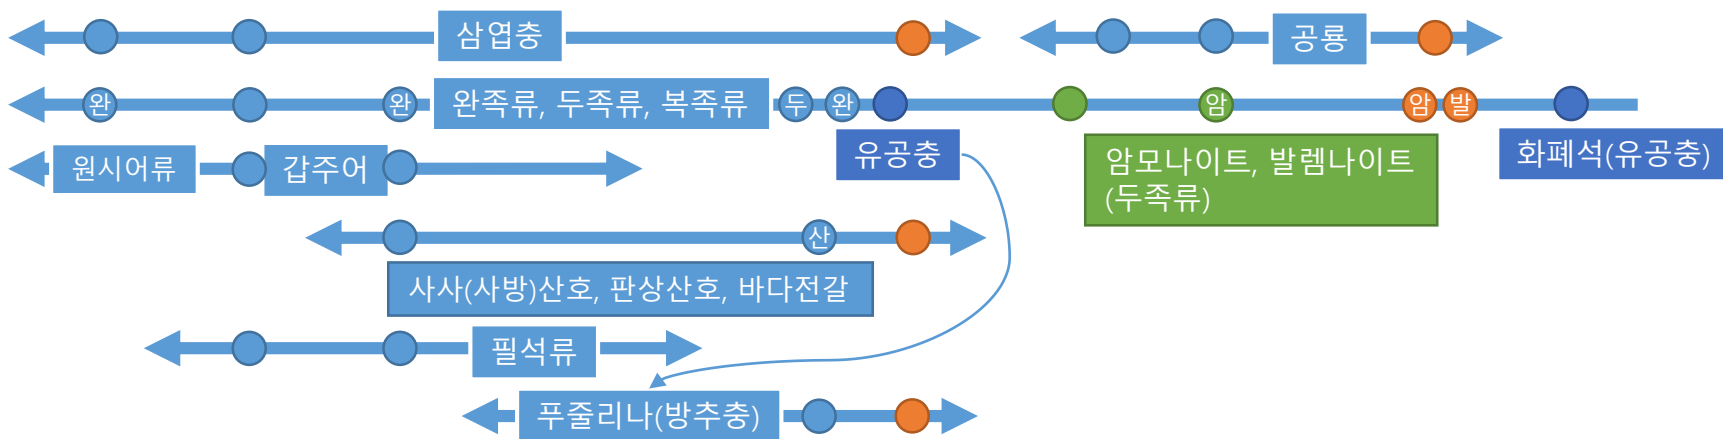 삼엽충
공룡
완
완
완족류, 두족류, 복족류
두
완
암
암
발
유공충
암모나이트, 발렘나이트
(두족류)
화폐석(유공충)
원시어류
갑주어
산
사사(사방)산호, 판상산호, 바다전갈
필석류
푸줄리나(방추충)